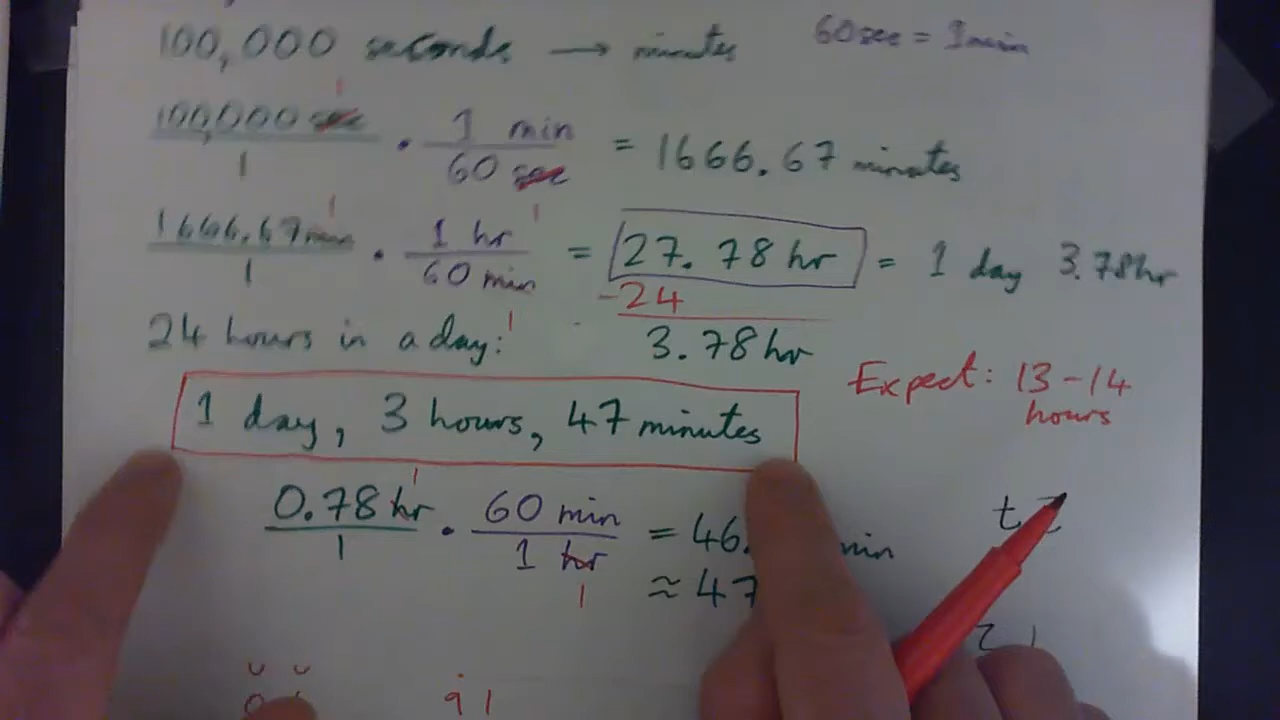 100,000 seconds → minutes 60 sec = 1 min
100,000 sec / 1 · 1 min / 60 sec = 1666.67 minutes
1666.67 min / 1 · 1 hr / 60 min = 27.78 hr = 1 day 3.78 hr
-24
24 hours in a day: 3.78 hr
Expect: 13-14
hours
1 day, 3 hours, 47 minutes
0.78 hr / 1 · 60 min / 1 hr = 46. min
≈ 47